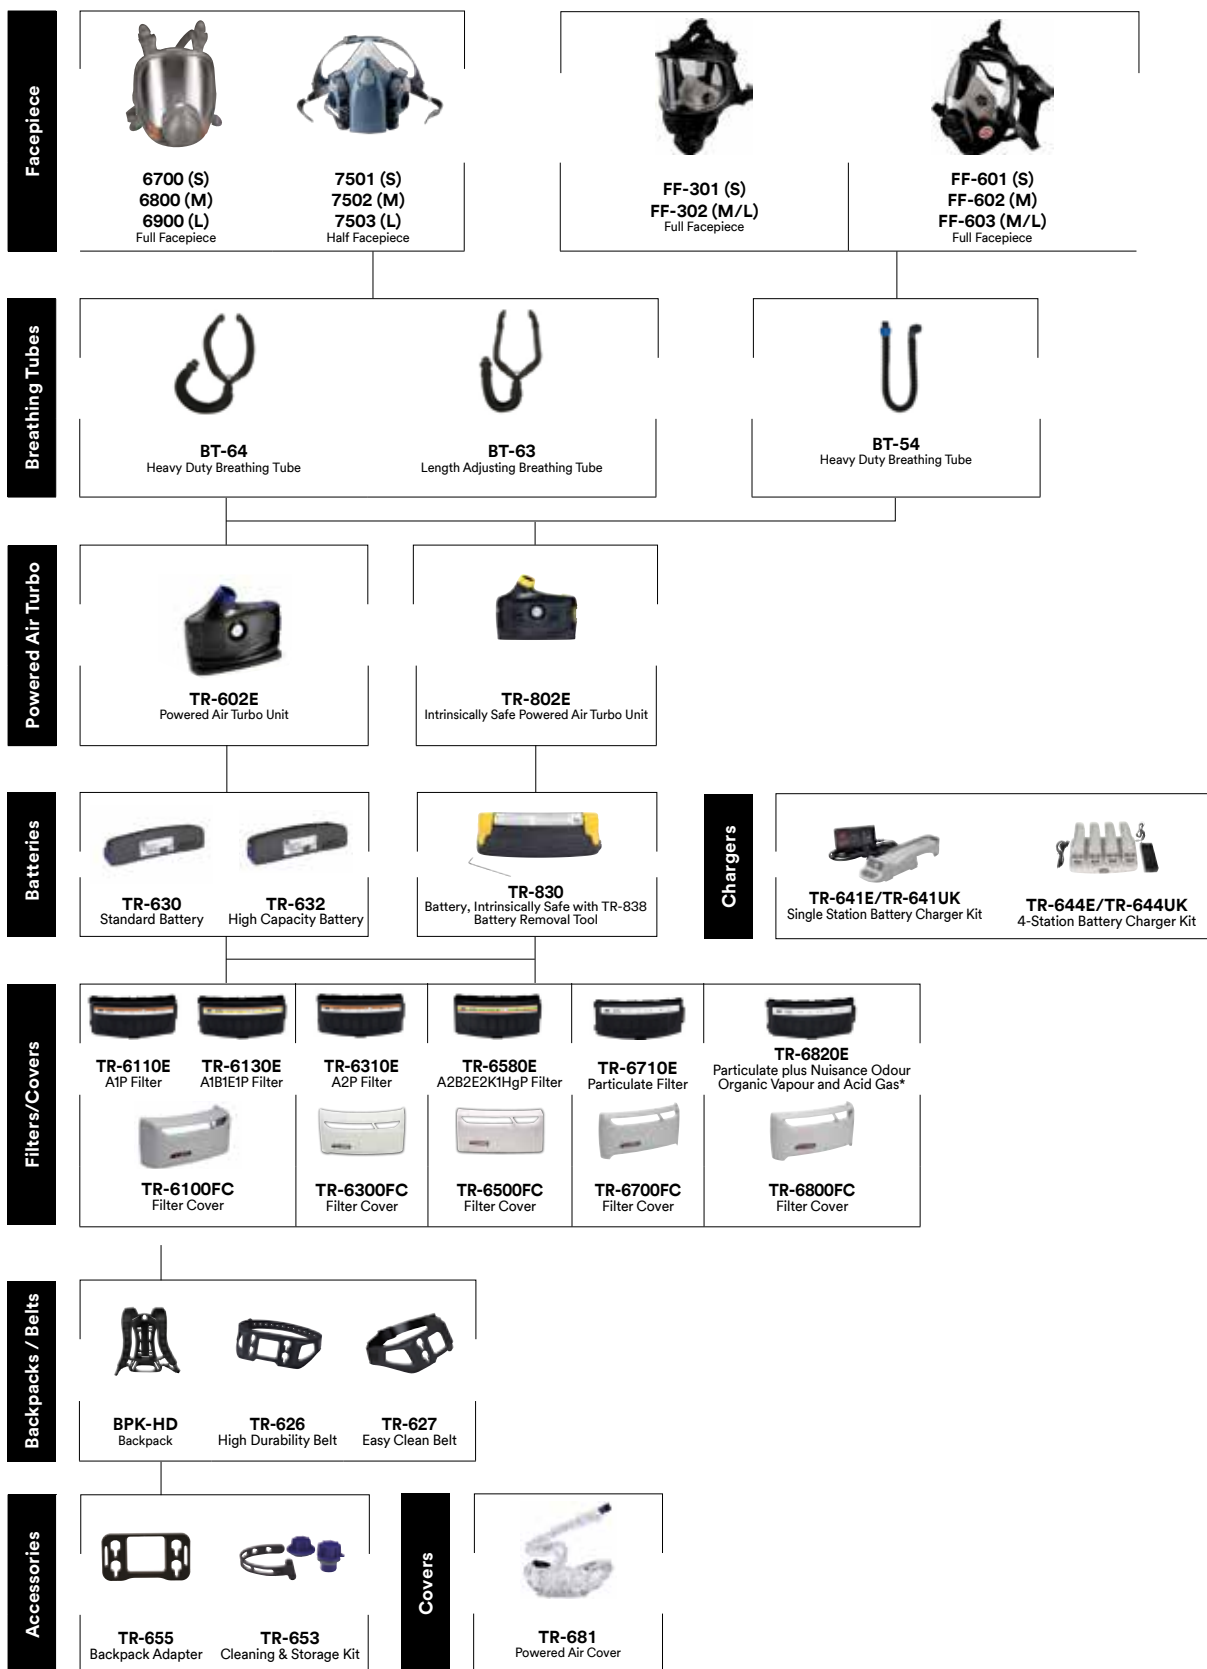 Facepiece
6700 (S)
6800 (M)
6900 (L)
Full Facepiece
7501 (S)
7502 (M)
7503 (L)
Half Facepiece
FF-301 (S)
FF-302 (M/L)
Full Facepiece
FF-601 (S)
FF-602 (M)
FF-603 (M/L)
Full Facepiece
Breathing Tubes
BT-64
Heavy Duty Breathing Tube
BT-63
Length Adjusting Breathing Tube
BT-54
Heavy Duty Breathing Tube
Powered Air Turbo
TR-602E
Powered Air Turbo Unit
TR-802E
Intrinsically Safe Powered Air Turbo Unit
Batteries
TR-630
Standard Battery
TR-632
High Capacity Battery
TR-830
Battery, Intrinsically Safe with TR-838
Battery Removal Tool
Chargers
TR-641E/TR-641UK
Single Station Battery Charger Kit
TR-644E/TR-644UK
4-Station Battery Charger Kit
Filters/Covers
TR-6110E
A1P Filter
TR-6130E
A1B1E1P Filter
TR-6310E
A2P Filter
TR-6580E
A2B2E2K1HgP Filter
TR-6710E
Particulate Filter
TR-6820E
Particulate plus Nuisance Odour
Organic Vapour and Acid Gas*
TR-6100FC
Filter Cover
TR-6300FC
Filter Cover
TR-6500FC
Filter Cover
TR-6700FC
Filter Cover
TR-6800FC
Filter Cover
Backpacks / Belts
BPK-HD
Backpack
TR-626
High Durability Belt
TR-627
Easy Clean Belt
Accessories
TR-655
Backpack Adapter
TR-653
Cleaning & Storage Kit
Covers
TR-681
Powered Air Cover